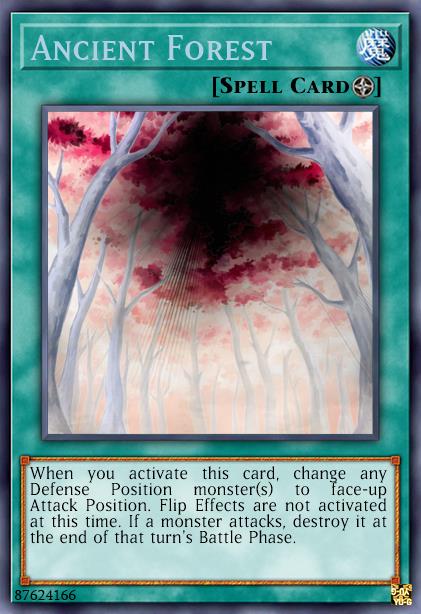 Ancient Forest
魔
[Spell Card]
When you activate this card, change any
Defense Position monster(s) to face-up
Attack Position. Flip Effects are not activated
at this time. If a monster attacks, destroy it at
the end of that turn's Battle Phase.
87624166